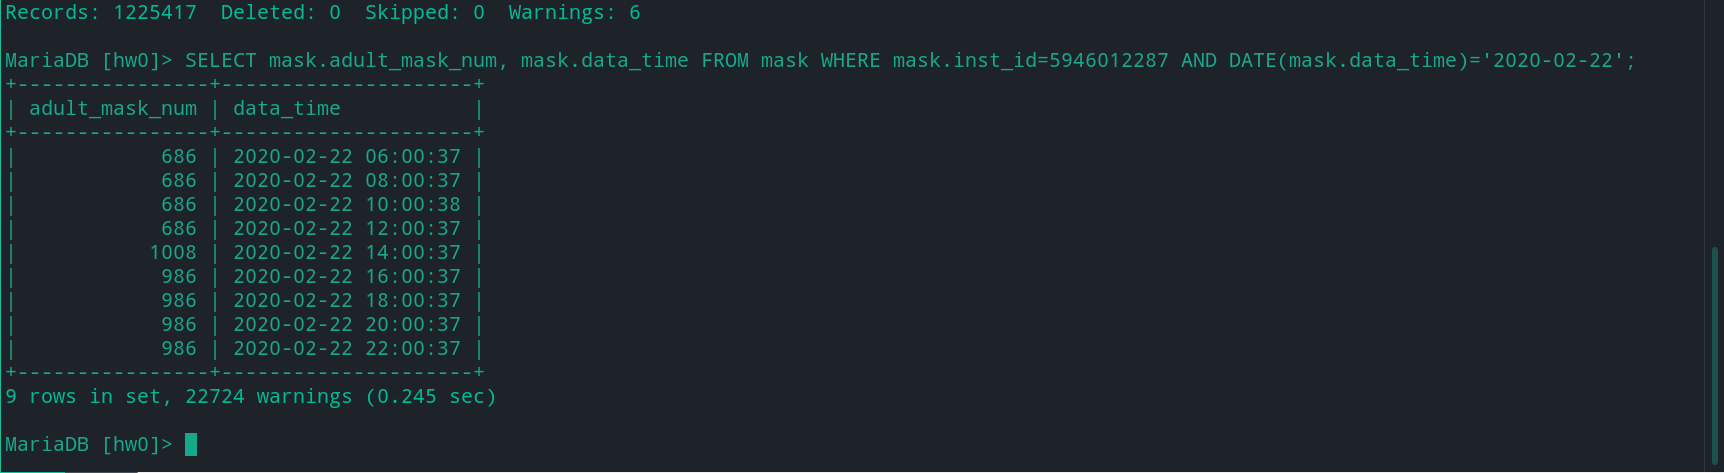 Records: 1225417  Deleted: 0  Skipped: 0  Warnings: 6
MariaDB [hw0]> SELECT mask.adult_mask_num, mask.data_time FROM mask WHERE mask.inst_id=5946012287 AND DATE(mask.data_time)='2020-02-22';
+----------------+---------------------+
| adult_mask_num | data_time           |
+----------------+---------------------+
|            686 | 2020-02-22 06:00:37 |
|            686 | 2020-02-22 08:00:37 |
|            686 | 2020-02-22 10:00:38 |
|            686 | 2020-02-22 12:00:37 |
|           1008 | 2020-02-22 14:00:37 |
|            986 | 2020-02-22 16:00:37 |
|            986 | 2020-02-22 18:00:37 |
|            986 | 2020-02-22 20:00:37 |
|            986 | 2020-02-22 22:00:37 |
+----------------+---------------------+
9 rows in set, 22724 warnings (0.245 sec)
MariaDB [hw0]>